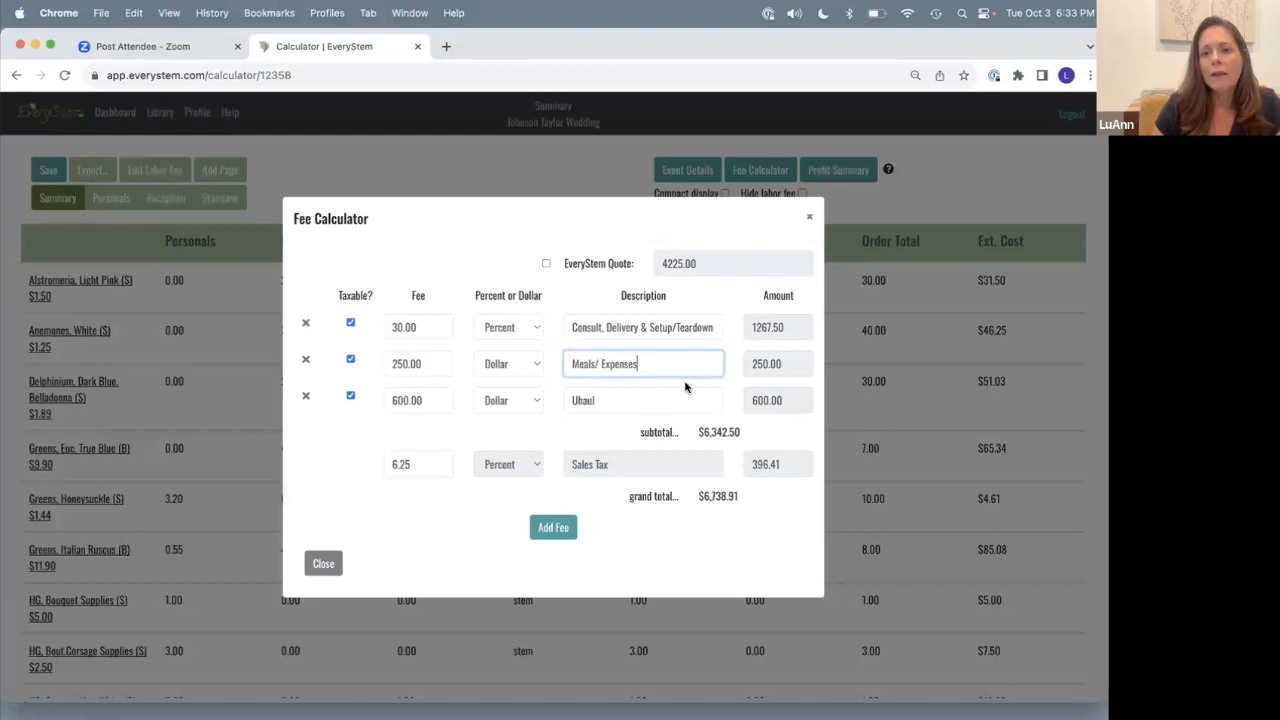 Chrome File Edit View History Bookmarks Profiles Tab Window Help Tue Oct 3 6:33 PM
Post Attendee - Zoom Calculator | EveryStem
app.everystem.com/calculator/12358 L
EveryStem Dashboard Library Profile Help Summary Logout
Johnson Taylor Wedding
Save Export... Edit Labor Fee Add Page Event Details Fee Calculator Profit Summary ?
Compact display Hide labor fee
Summary Personals Reception Staircase
Personals Order Total Ext. Cost
Alstromeria, Light Pink (S) 0.00 30.00 $31.50
$1.50
Anemones, White (S) 0.00 40.00 $46.25
$1.25
Delphinium, Dark Blue, 0.00 30.00 $51.03
Belladonna (S)
$1.89
Greens, Euc, True Blue (B) 0.00 7.00 $65.34
$9.90
Greens, Honeysuckle (S) 3.20 10.00 $4.61
$1.44
Greens, Italian Ruscus (B) 0.55 8.00 $85.08
$11.90
HG, Bouquet Supplies (S) 1.00 0.00 0.00 stem 1.00 0.00 1.00 $5.00
$5.00
HG, Bout.Corsage Supplies (S) 3.00 0.00 0.00 stem 3.00 0.00 3.00 $7.50
$2.50
Fee Calculator ×
EveryStem Quote: 4225.00
Taxable? Fee Percent or Dollar Description Amount
× 30.00 Percent Consult, Delivery & Setup/Teardown 1267.50
× 250.00 Dollar Meals/ Expenses 250.00
× 600.00 Dollar Uhaul 600.00
subtotal... $6,342.50
6.25 Percent Sales Tax 396.41
grand total... $6,738.91
Add Fee
Close
LuAnn